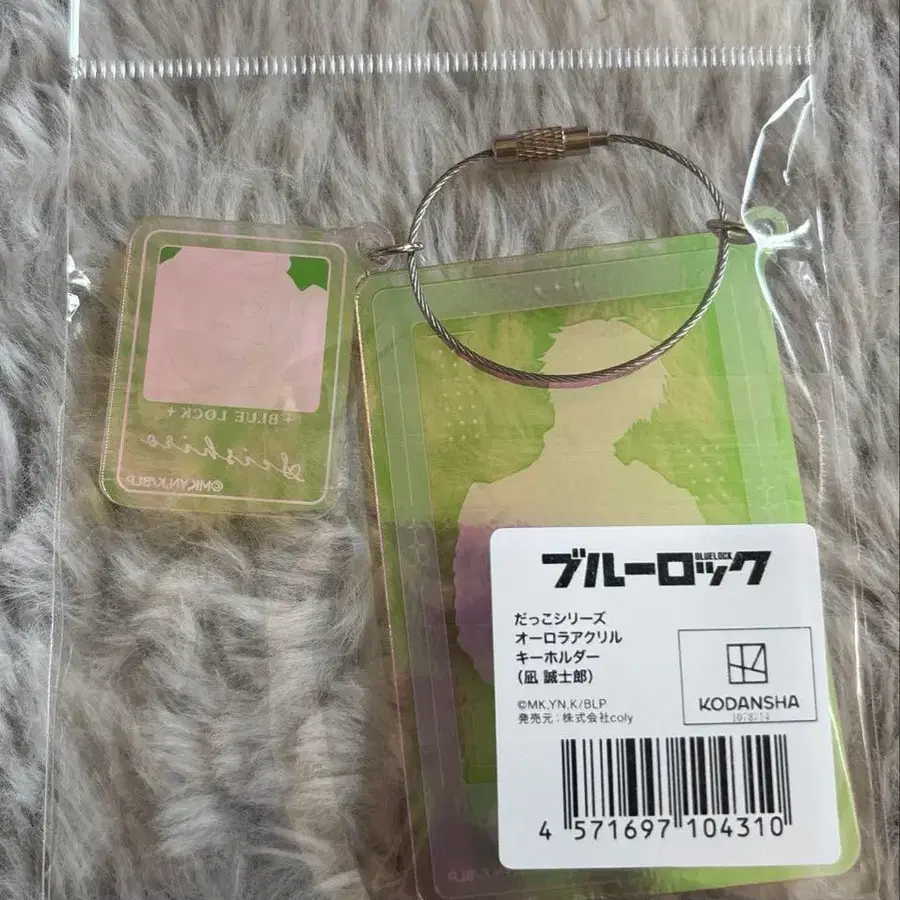 +BLUE LOCK+
Seishiro
©MK,YN,K/BLP
ブルーロック
BLUELOCK
だっこシリーズ
オーロラアクリル
キーホルダー
(凪 誠士郎)
©MK,YN,K/BLP
発売元:株式会社coly
KODANSHA
1078214
4 571697 104310